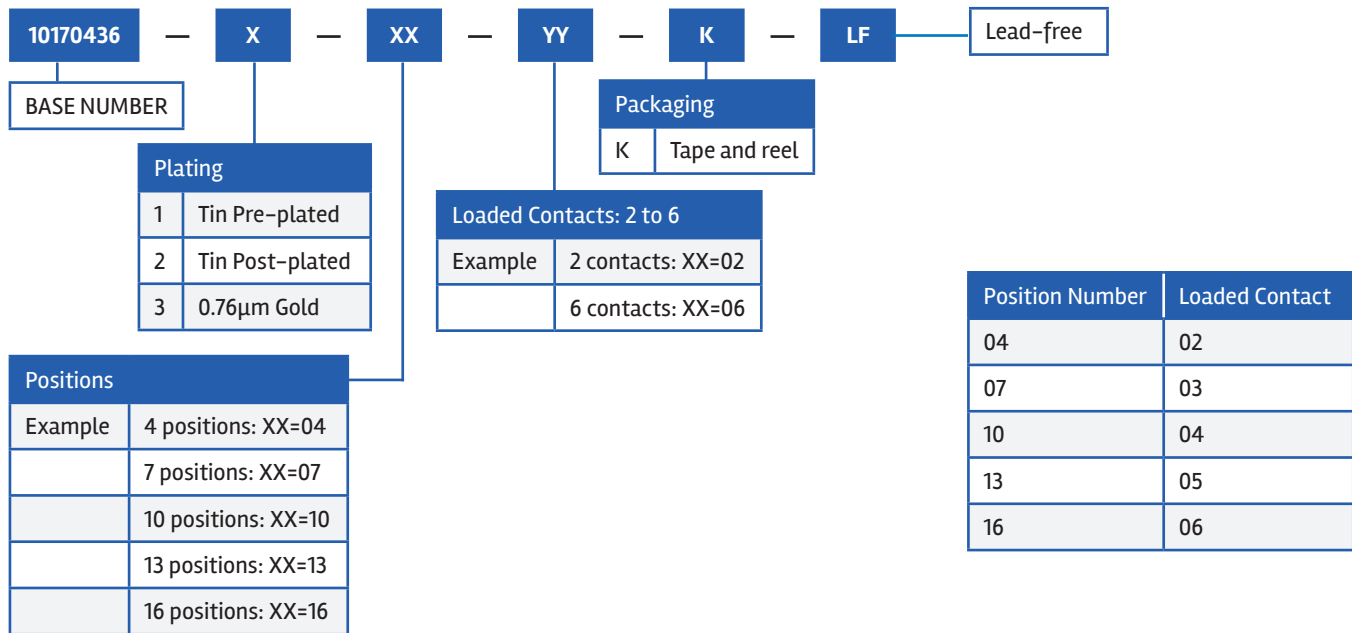 10170436 — X — XX — YY — K — LF
Lead-free
BASE NUMBER
Packaging
K Tape and reel
Plating
1 Tin Pre-plated
2 Tin Post-plated
3 0.76µm Gold
Loaded Contacts: 2 to 6
Example 2 contacts: XX=02
6 contacts: XX=06
Positions
Example 4 positions: XX=04
7 positions: XX=07
10 positions: XX=10
13 positions: XX=13
16 positions: XX=16
Position Number Loaded Contact
04 02
07 03
10 04
13 05
16 06